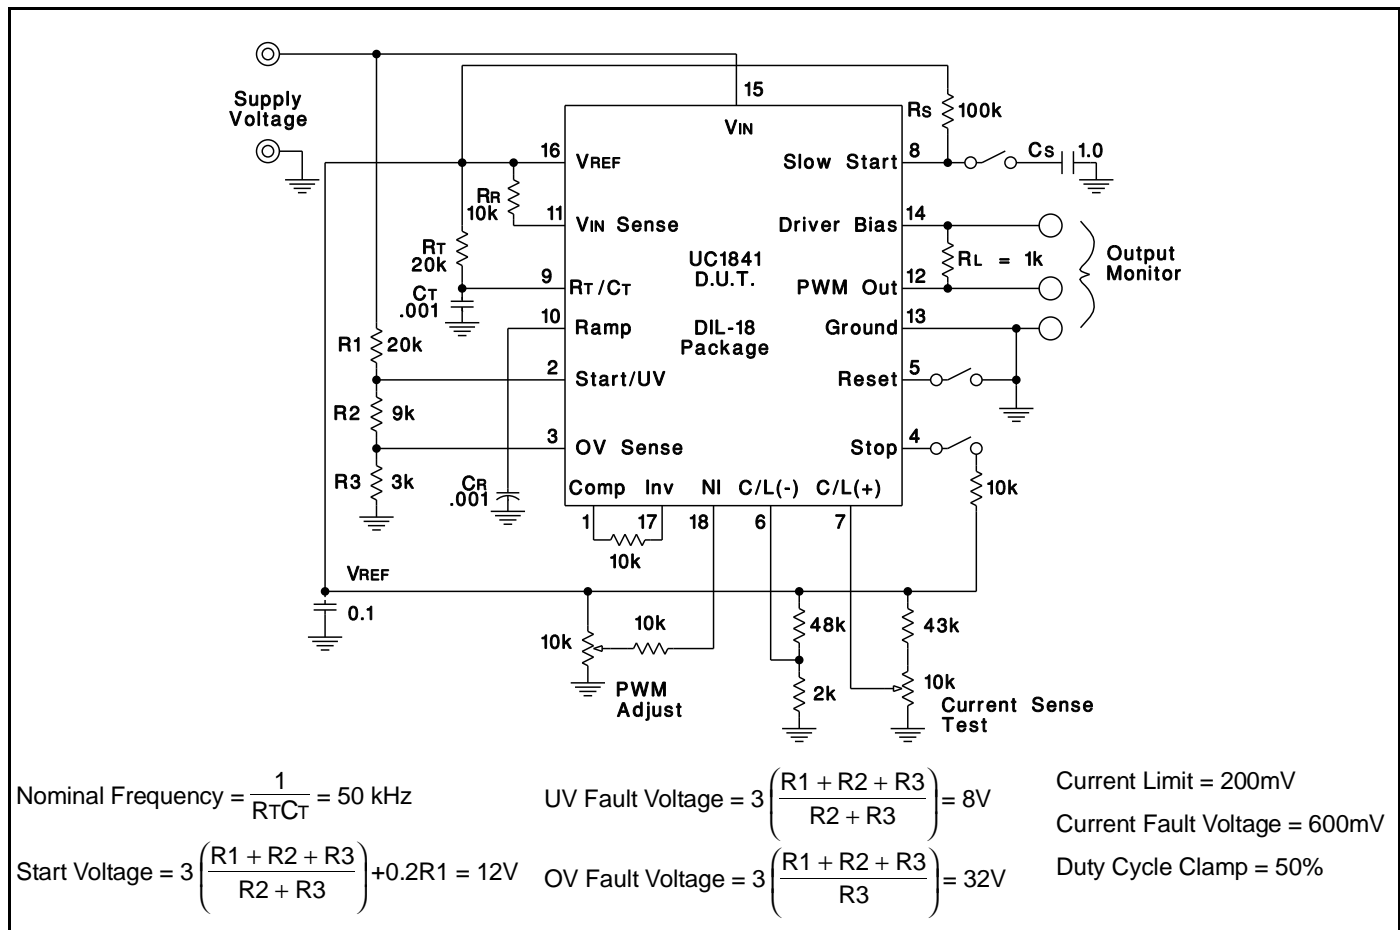 Supply
Voltage
15
VIN
Rs 100k
16 VREF
Slow Start 8
Cs 1.0
RR
10k
11 VIN Sense
Driver Bias 14
RT
20k
UC1841
D.U.T.
RL = 1k
Output
Monitor
9 RT/CT
PWM Out 12
CT
.001
10 Ramp
DIL-18
Package
Ground 13
R1 20k
2 Start/UV
Reset 5
R2 9k
3 OV Sense
Stop 4
R3 3k
CR
.001
Comp Inv NI C/L(-) C/L(+)
10k
1 17 18 6 7
10k
VREF
0.1
10k
10k
48k
43k
PWM
Adjust
2k
10k
Current Sense
Test
Nominal Frequency = 1 / RTCT = 50 kHz
UV Fault Voltage = 3 (R1 + R2 + R3 / R2 + R3) = 8V
Current Limit = 200mV
Current Fault Voltage = 600mV
Start Voltage = 3 (R1 + R2 + R3 / R2 + R3) +0.2R1 = 12V
OV Fault Voltage = 3 (R1 + R2 + R3 / R3) = 32V
Duty Cycle Clamp = 50%